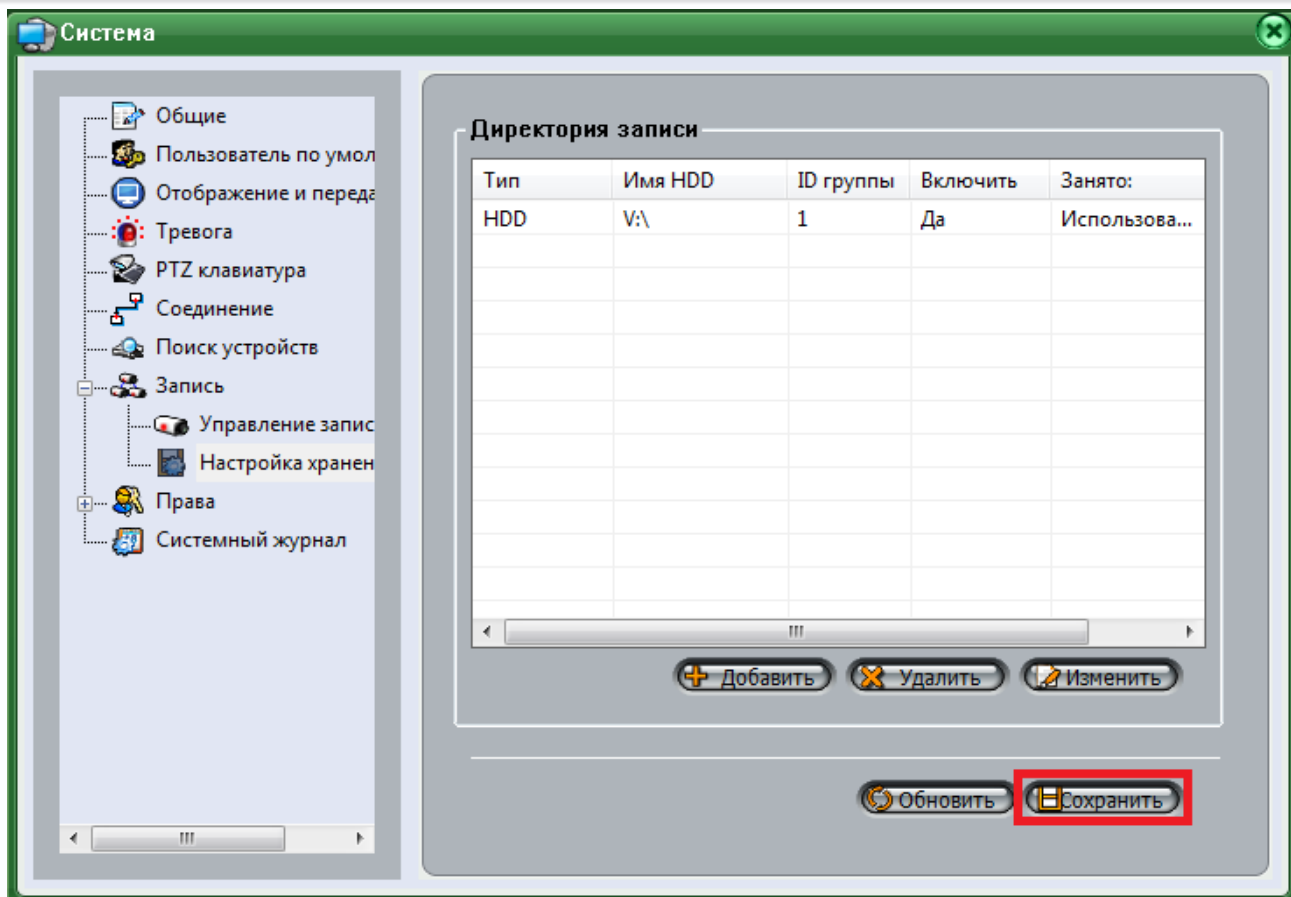 Система
Общие
Пользователь по умол
Отображение и переда
Тревога
PTZ клавиатура
Соединение
Поиск устройств
Запись
Управление запис
Настройка хранен
Права
Системный журнал
Директория записи
Тип Имя HDD ID группы Включить Занято:
HDD V:\ 1 Да Использова...
Добавить Удалить Изменить
Обновить Сохранить